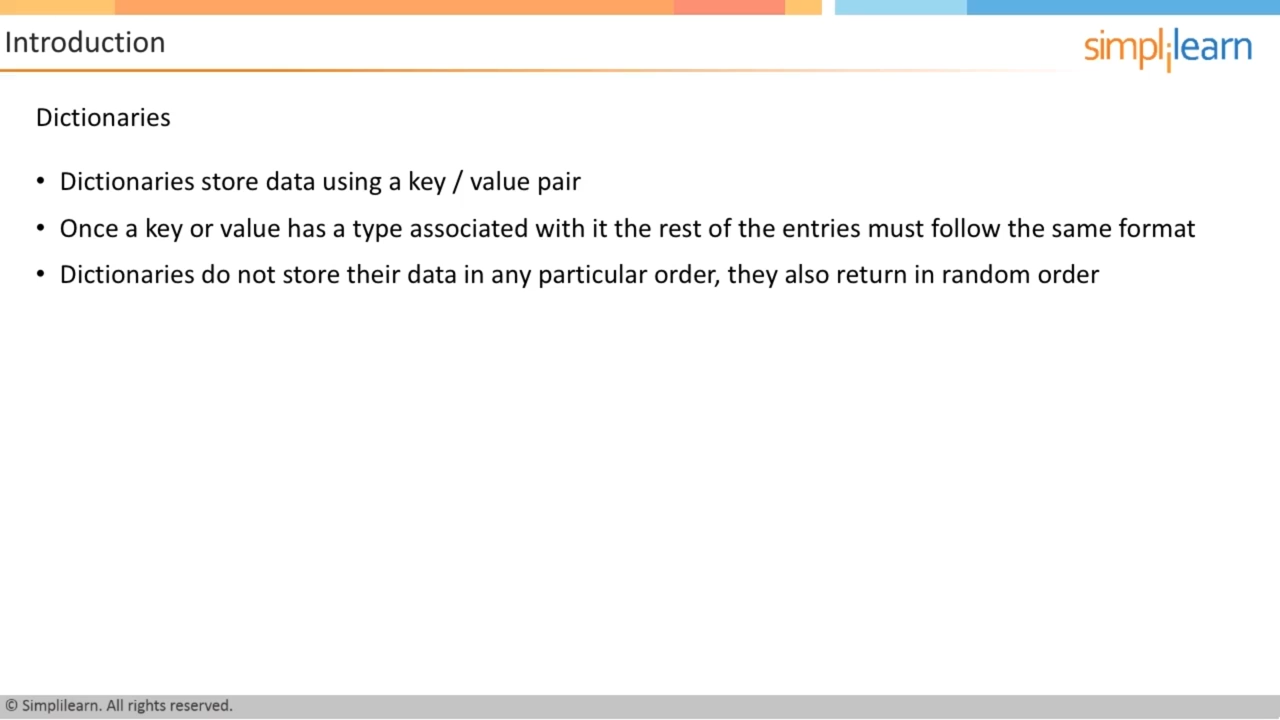 Introduction
simplilearn
Dictionaries
• Dictionaries store data using a key / value pair
• Once a key or value has a type associated with it the rest of the entries must follow the same format
• Dictionaries do not store their data in any particular order, they also return in random order
© Simplilearn. All rights reserved.